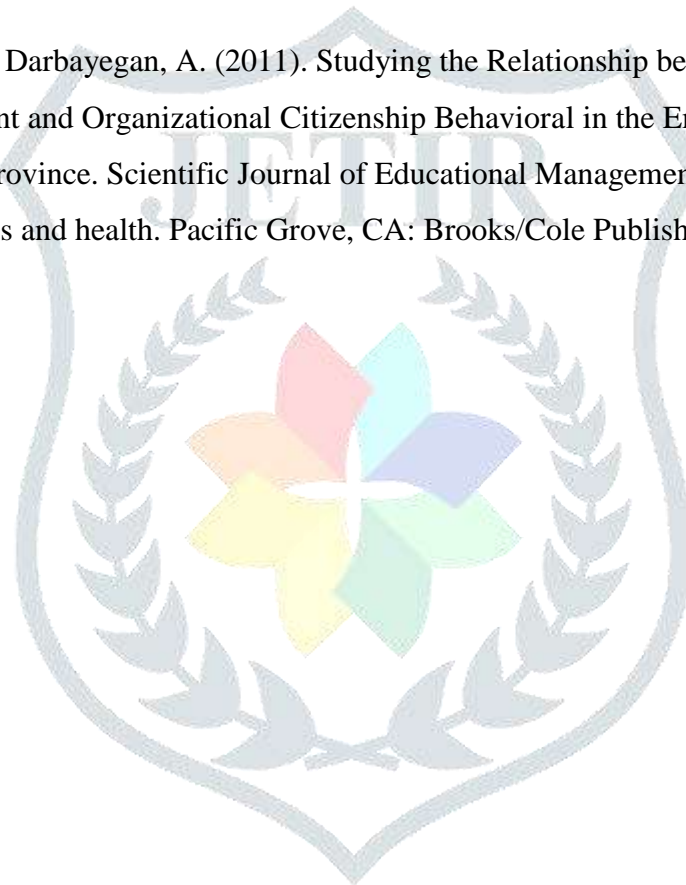 Darbayegan, A. (2011). Studying the Relationship be
nt and Organizational Citizenship Behavioral in the E
JETIR
rovince. Scientific Journal of Educational Managemen
s and health. Pacific Grove, CA: Brooks/Cole Publish